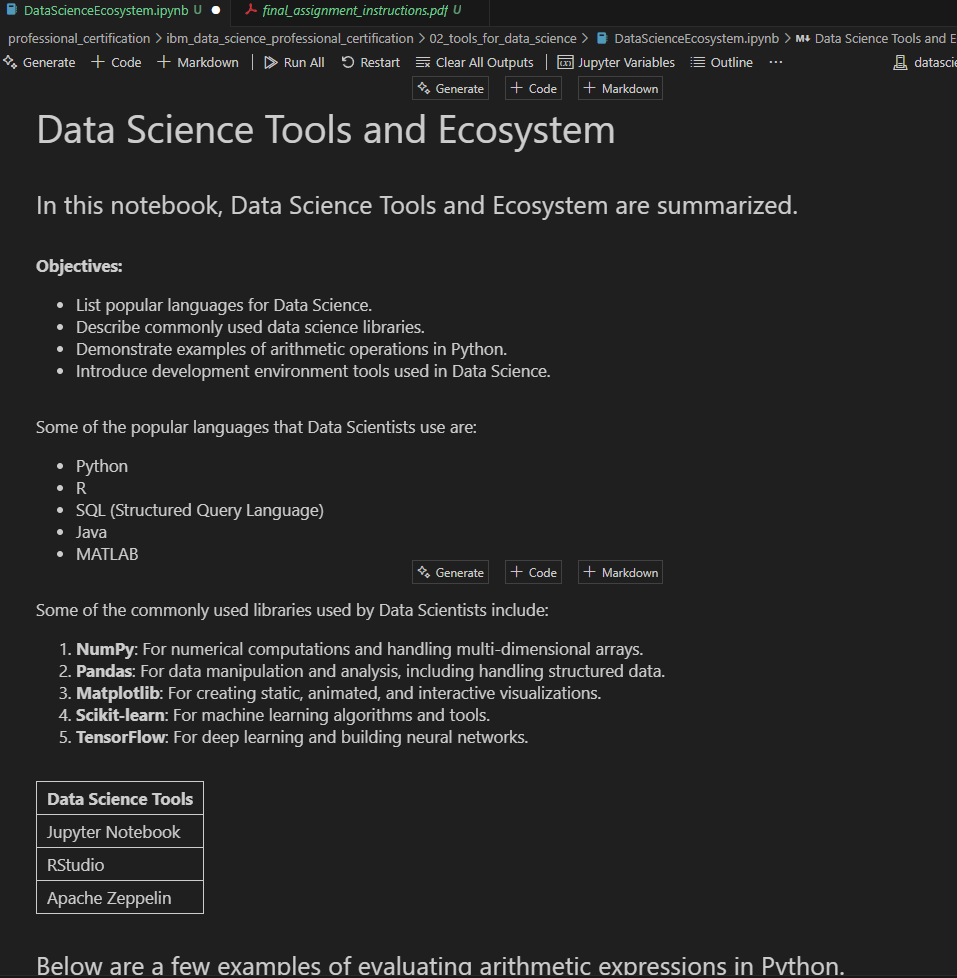 DataScienceEcosystem.ipynb U
final_assignment_instructions.pdf U
professional_certification > ibm_data_science_professional_certification > 02_tools_for_data_science > DataScienceEcosystem.ipynb > M↓ Data Science Tools and E
Generate + Code + Markdown | Run All Restart Clear All Outputs | Jupyter Variables Outline ... datascie
Generate + Code + Markdown
Data Science Tools and Ecosystem
In this notebook, Data Science Tools and Ecosystem are summarized.
Objectives:
• List popular languages for Data Science.
• Describe commonly used data science libraries.
• Demonstrate examples of arithmetic operations in Python.
• Introduce development environment tools used in Data Science.
Some of the popular languages that Data Scientists use are:
• Python
• R
• SQL (Structured Query Language)
• Java
• MATLAB
Generate + Code + Markdown
Some of the commonly used libraries used by Data Scientists include:
1. NumPy: For numerical computations and handling multi-dimensional arrays.
2. Pandas: For data manipulation and analysis, including handling structured data.
3. Matplotlib: For creating static, animated, and interactive visualizations.
4. Scikit-learn: For machine learning algorithms and tools.
5. TensorFlow: For deep learning and building neural networks.
Data Science Tools
Jupyter Notebook
RStudio
Apache Zeppelin
Below are a few examples of evaluating arithmetic expressions in Python.